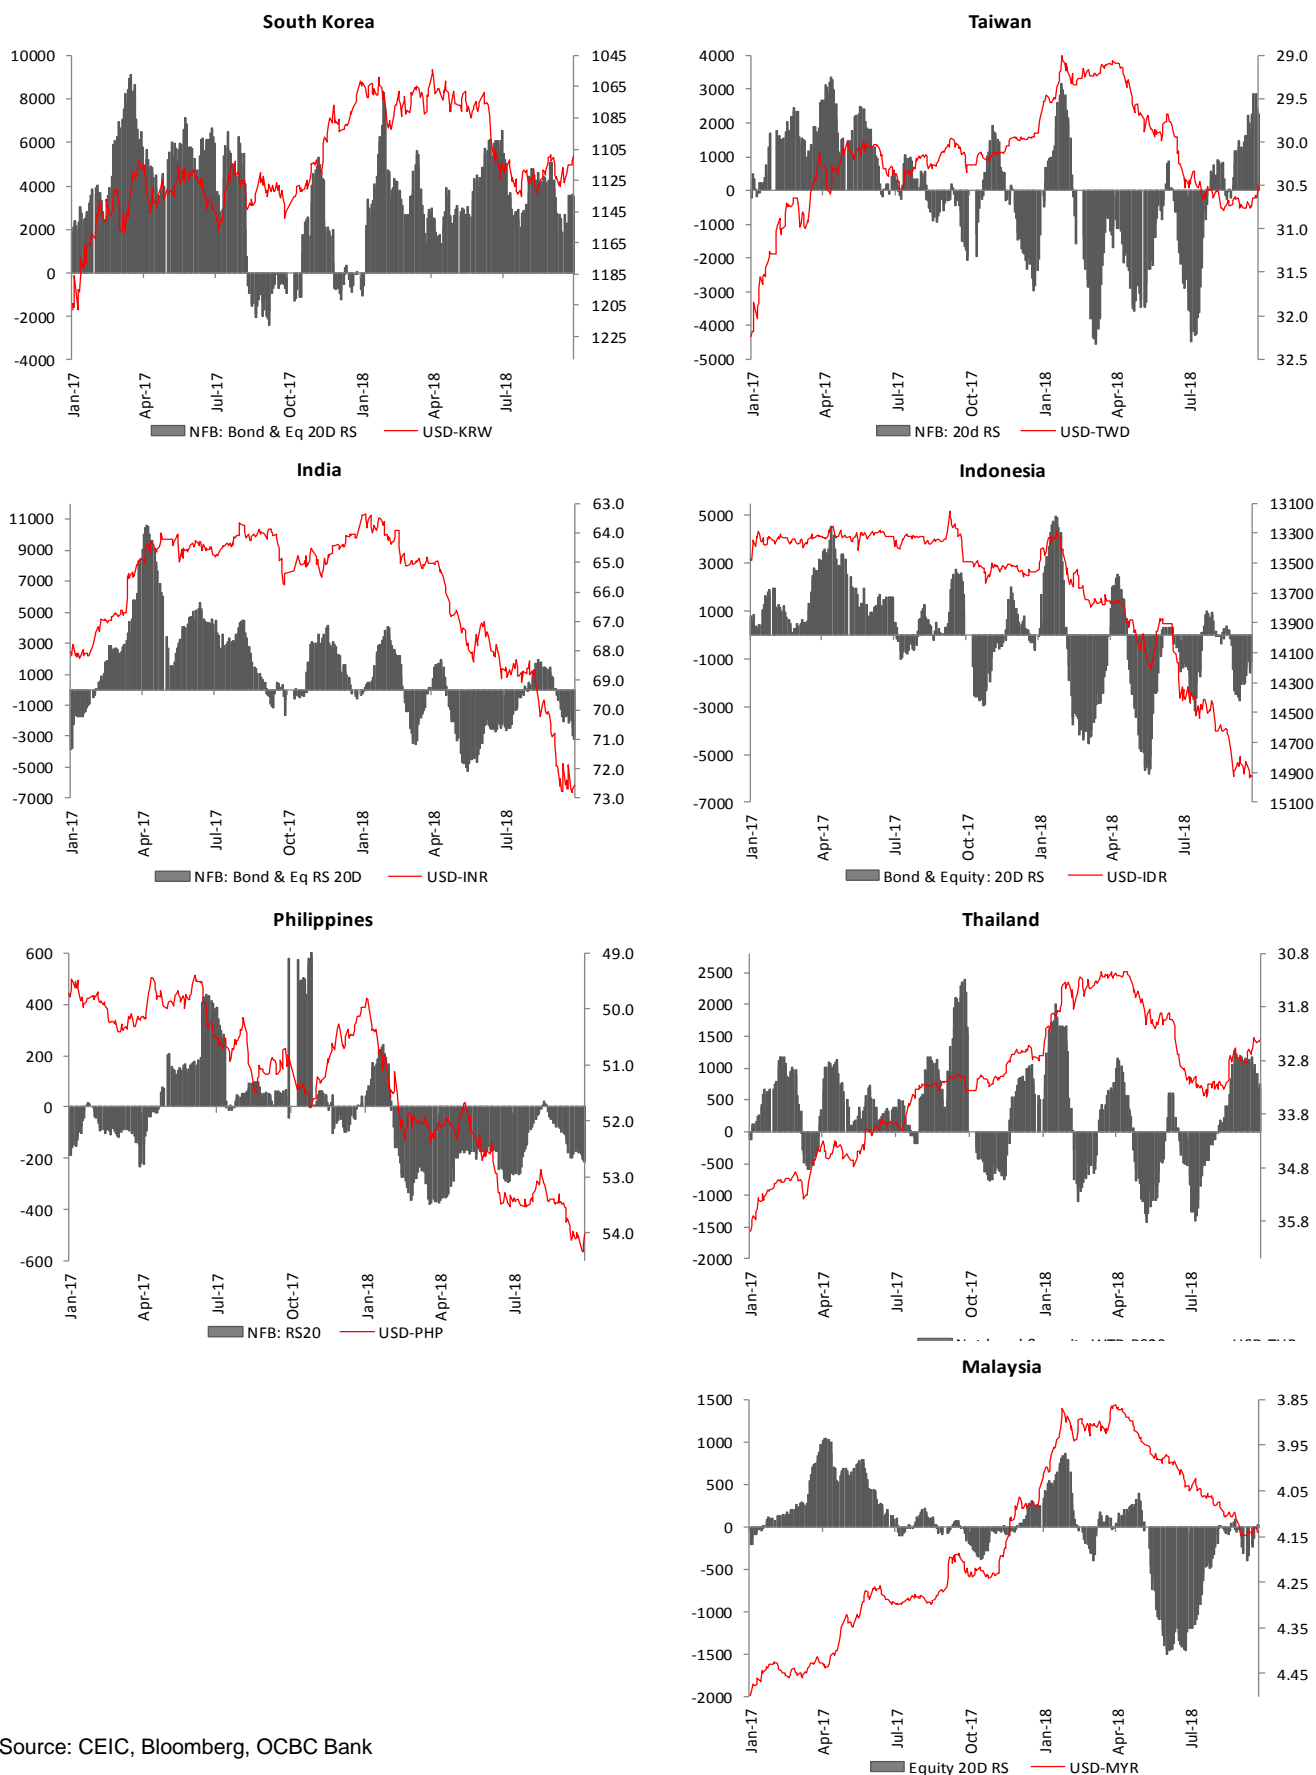 South Korea
10000
8000
6000
4000
2000
0
-2000
-4000
1045
1065
1085
1105
1125
1145
1165
1185
1205
1225
Jan-17
Apr-17
Jul-17
Oct-17
Jan-18
Apr-18
Jul-18
NFB: Bond & Eq 20D RS
USD-KRW
Taiwan
4000
3000
2000
1000
0
-1000
-2000
-3000
-4000
-5000
29.0
29.5
30.0
30.5
31.0
31.5
32.0
32.5
Jan-17
Apr-17
Jul-17
Oct-17
Jan-18
Apr-18
Jul-18
NFB: 20d RS
USD-TWD
India
11000
9000
7000
5000
3000
1000
-1000
-3000
-5000
-7000
63.0
64.0
65.0
66.0
67.0
68.0
69.0
70.0
71.0
72.0
73.0
Jan-17
Apr-17
Jul-17
Oct-17
Jan-18
Apr-18
Jul-18
NFB: Bond & Eq RS 20D
USD-INR
Indonesia
5000
3000
1000
-1000
-3000
-5000
-7000
13100
13300
13500
13700
13900
14100
14300
14500
14700
14900
15100
Jan-17
Apr-17
Jul-17
Oct-17
Jan-18
Apr-18
Jul-18
Bond & Equity: 20D RS
USD-IDR
Philippines
600
400
200
0
-200
-400
-600
49.0
50.0
51.0
52.0
53.0
54.0
Jan-17
Apr-17
Jul-17
Oct-17
Jan-18
Apr-18
Jul-18
NFB: RS20
USD-PHP
Thailand
2500
2000
1500
1000
500
0
-500
-1000
-1500
-2000
30.8
31.8
32.8
33.8
34.8
35.8
Jan-17
Apr-17
Jul-17
Oct-17
Jan-18
Apr-18
Jul-18
Malaysia
1500
1000
500
0
-500
-1000
-1500
-2000
3.85
3.95
4.05
4.15
4.25
4.35
4.45
Jan-17
Apr-17
Jul-17
Oct-17
Jan-18
Apr-18
Jul-18
Equity 20D RS
USD-MYR
Source: CEIC, Bloomberg, OCBC Bank